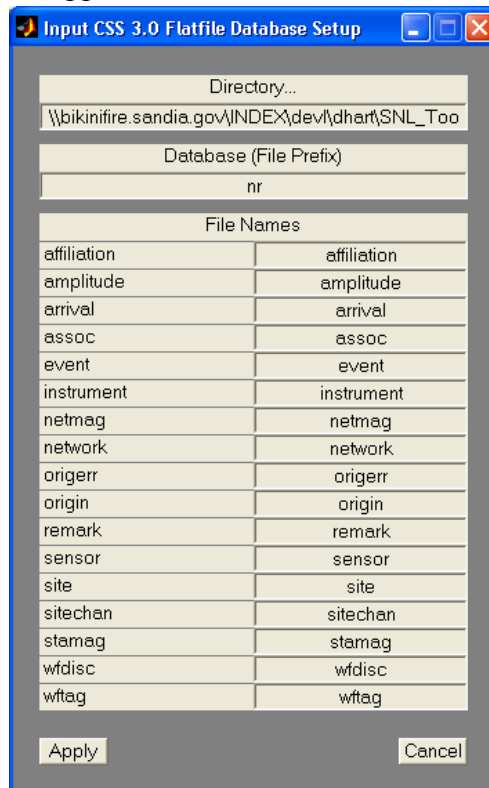 Input CSS 3.0 Flatfile Database Setup
Directory...
\\bikinifire.sandia.gov\INDEX\devl\dhart\SNL_Too
Database (File Prefix)
nr
File Names
affiliation affiliation
amplitude amplitude
arrival arrival
assoc assoc
event event
instrument instrument
netmag netmag
network network
origerr origerr
origin origin
remark remark
sensor sensor
site site
sitechan sitechan
stamag stamag
wfdisc wfdisc
wftag wftag
Apply Cancel